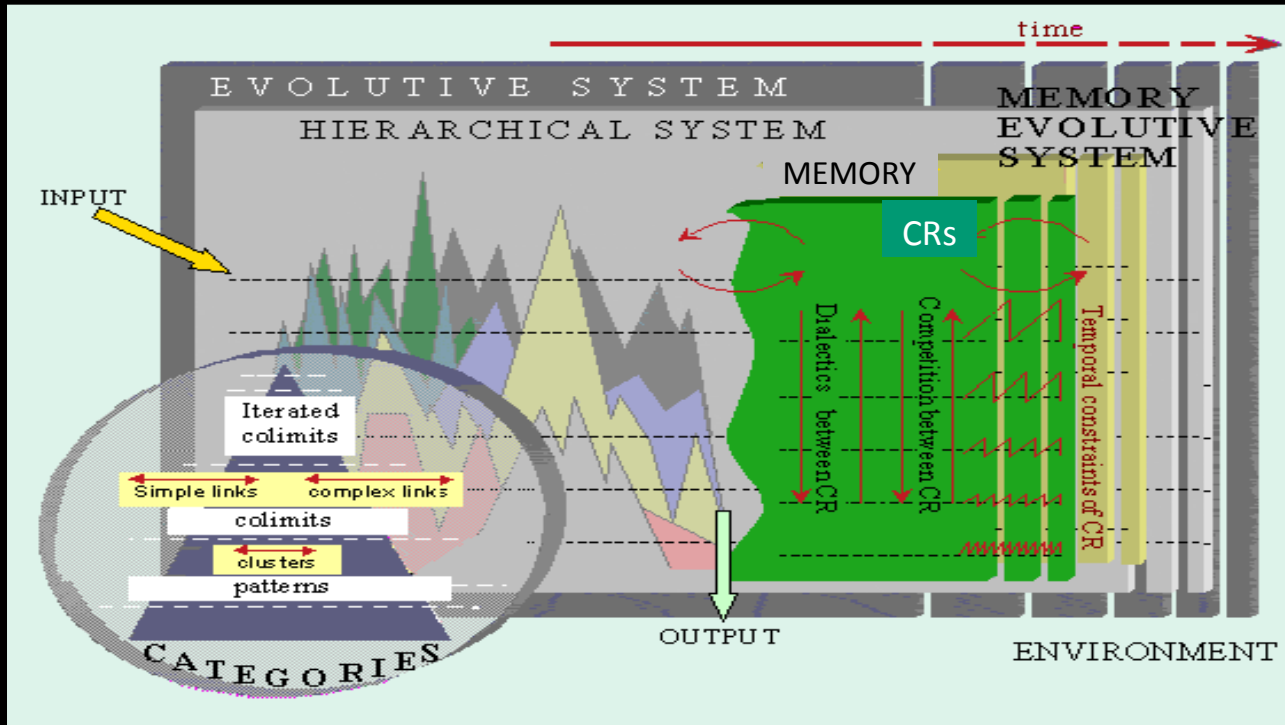 time
EVOLUTIVE SYSTEM
MEMORY
EVOLUTIVE
SYSTEM
HIERARCHICAL SYSTEM
MEMORY
INPUT
CRs
Dialectics between CR
Competition between CR
Temporal constraints of CR
Iterated
colimits
Simple links
complex links
colimits
clusters
patterns
CATEGORIES
OUTPUT
ENVIRONMENT